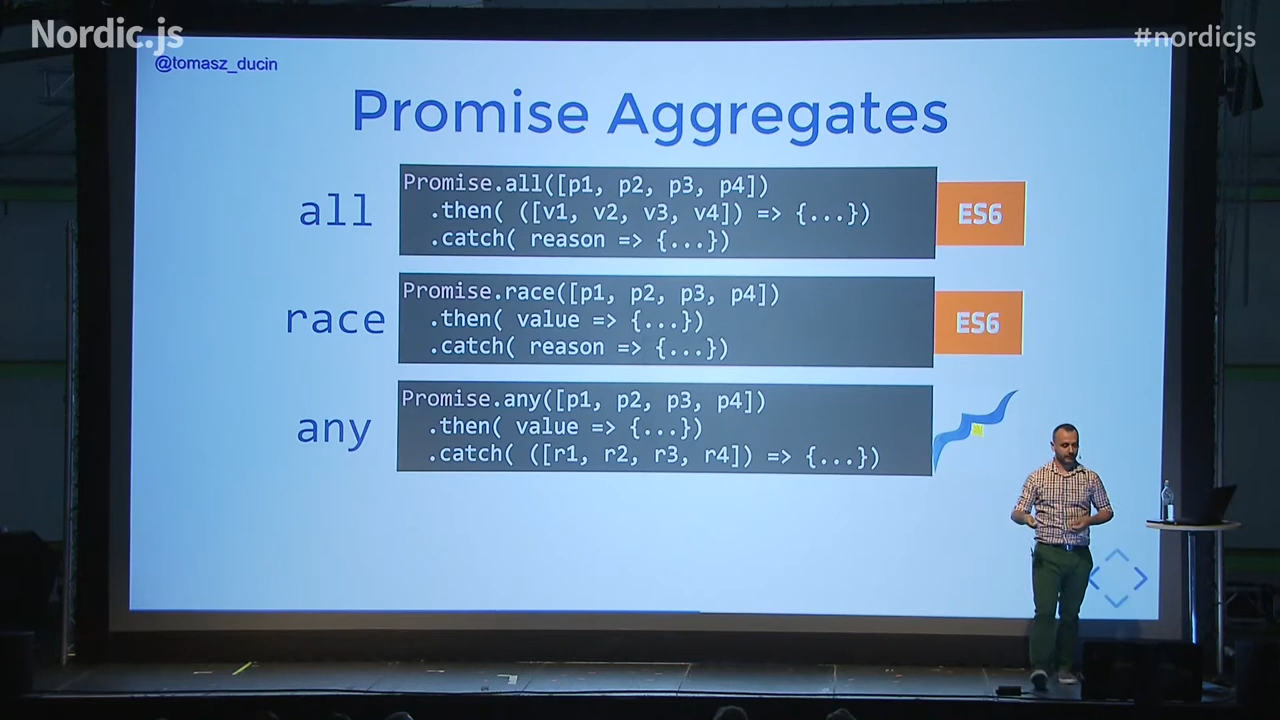 Nordic.js
#nordicjs
@tomasz_ducin
Promise Aggregates
all
Promise.all([p1, p2, p3, p4])
.then( ([v1, v2, v3, v4]) => {...})
.catch( reason => {...})
ES6
race
Promise.race([p1, p2, p3, p4])
.then( value => {...})
.catch( reason => {...})
ES6
any
Promise.any([p1, p2, p3, p4])
.then( value => {...})
.catch( ([r1, r2, r3, r4]) => {...})